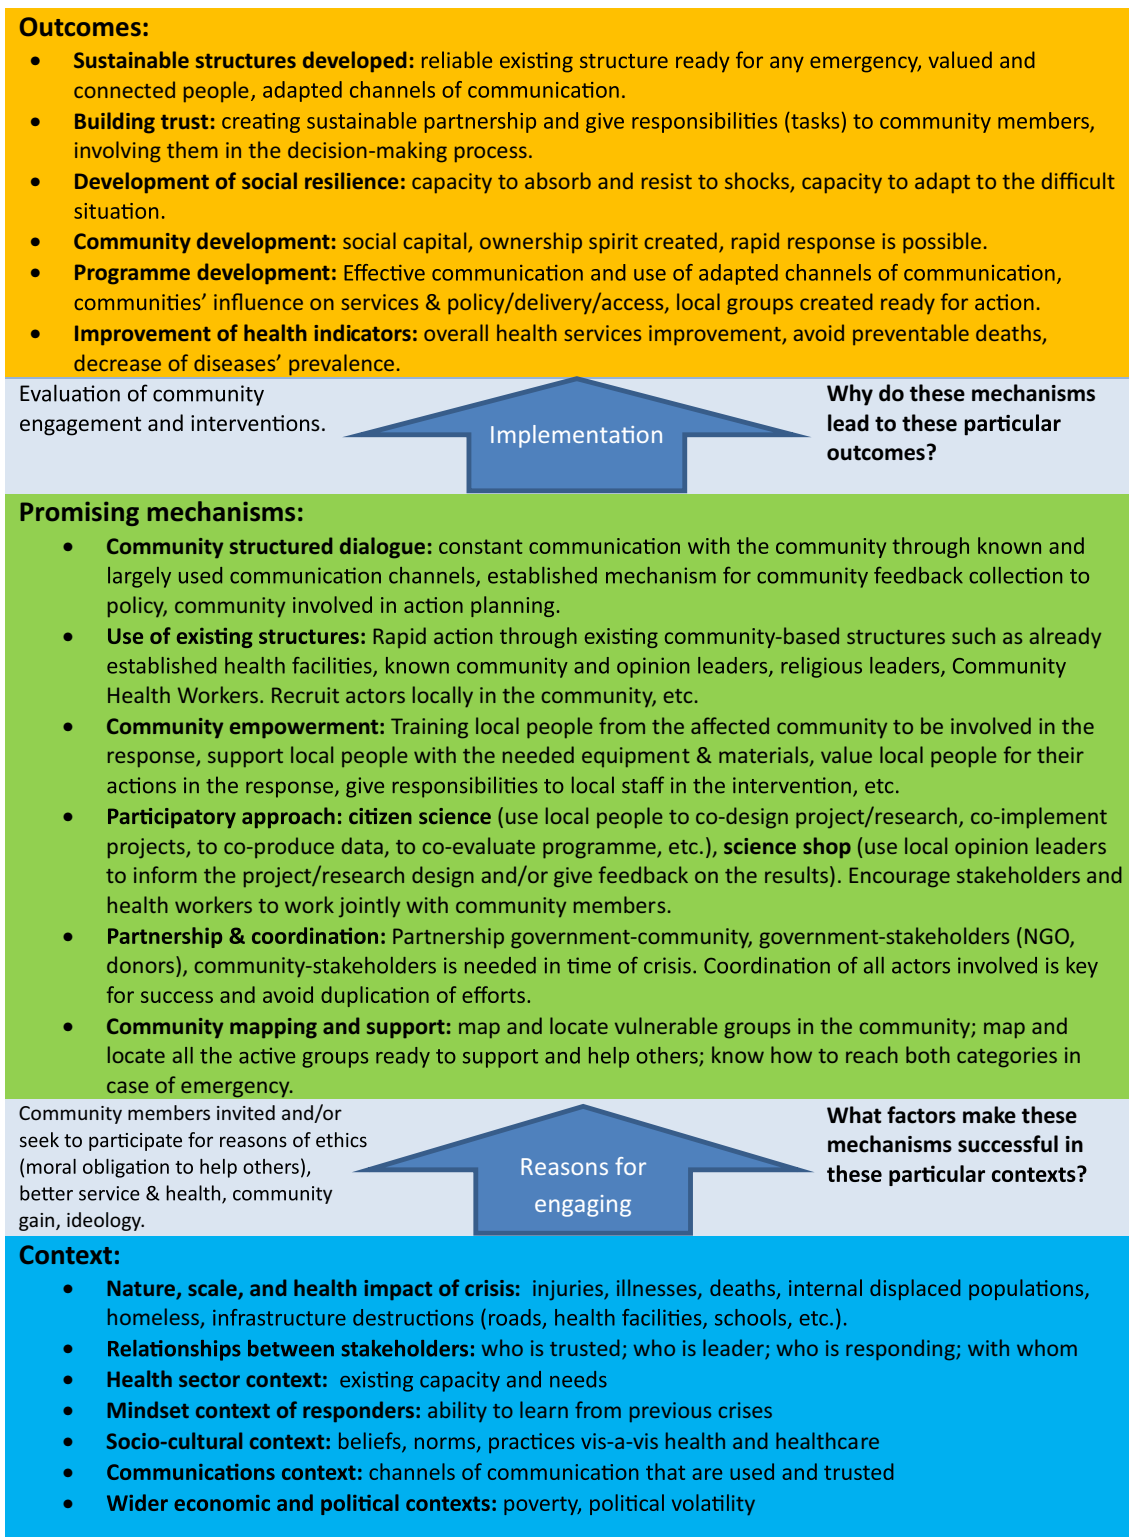 Outcomes:
• Sustainable structures developed: reliable existing structure ready for any emergency, valued and
connected people, adapted channels of communication.
• Building trust: creating sustainable partnership and give responsibilities (tasks) to community members,
involving them in the decision-making process.
• Development of social resilience: capacity to absorb and resist to shocks, capacity to adapt to the difficult
situation.
• Community development: social capital, ownership spirit created, rapid response is possible.
• Programme development: Effective communication and use of adapted channels of communication,
communities’ influence on services & policy/delivery/access, local groups created ready for action.
• Improvement of health indicators: overall health services improvement, avoid preventable deaths,
decrease of diseases’ prevalence.
Evaluation of community
engagement and interventions.
Implementation
Why do these mechanisms
lead to these particular
outcomes?
Promising mechanisms:
• Community structured dialogue: constant communication with the community through known and
largely used communication channels, established mechanism for community feedback collection to
policy, community involved in action planning.
• Use of existing structures: Rapid action through existing community-based structures such as already
established health facilities, known community and opinion leaders, religious leaders, Community
Health Workers. Recruit actors locally in the community, etc.
• Community empowerment: Training local people from the affected community to be involved in the
response, support local people with the needed equipment & materials, value local people for their
actions in the response, give responsibilities to local staff in the intervention, etc.
• Participatory approach: citizen science (use local people to co-design project/research, co-implement
projects, to co-produce data, to co-evaluate programme, etc.), science shop (use local opinion leaders
to inform the project/research design and/or give feedback on the results). Encourage stakeholders and
health workers to work jointly with community members.
• Partnership & coordination: Partnership government-community, government-stakeholders (NGO,
donors), community-stakeholders is needed in time of crisis. Coordination of all actors involved is key
for success and avoid duplication of efforts.
• Community mapping and support: map and locate vulnerable groups in the community; map and
locate all the active groups ready to support and help others; know how to reach both categories in
case of emergency.
Community members invited and/or
seek to participate for reasons of ethics
(moral obligation to help others),
better service & health, community
gain, ideology.
Reasons for
engaging
What factors make these
mechanisms successful in
these particular contexts?
Context:
• Nature, scale, and health impact of crisis: injuries, illnesses, deaths, internal displaced populations,
homeless, infrastructure destructions (roads, health facilities, schools, etc.).
• Relationships between stakeholders: who is trusted; who is leader; who is responding; with whom
• Health sector context: existing capacity and needs
• Mindset context of responders: ability to learn from previous crises
• Socio-cultural context: beliefs, norms, practices vis-a-vis health and healthcare
• Communications context: channels of communication that are used and trusted
• Wider economic and political contexts: poverty, political volatility